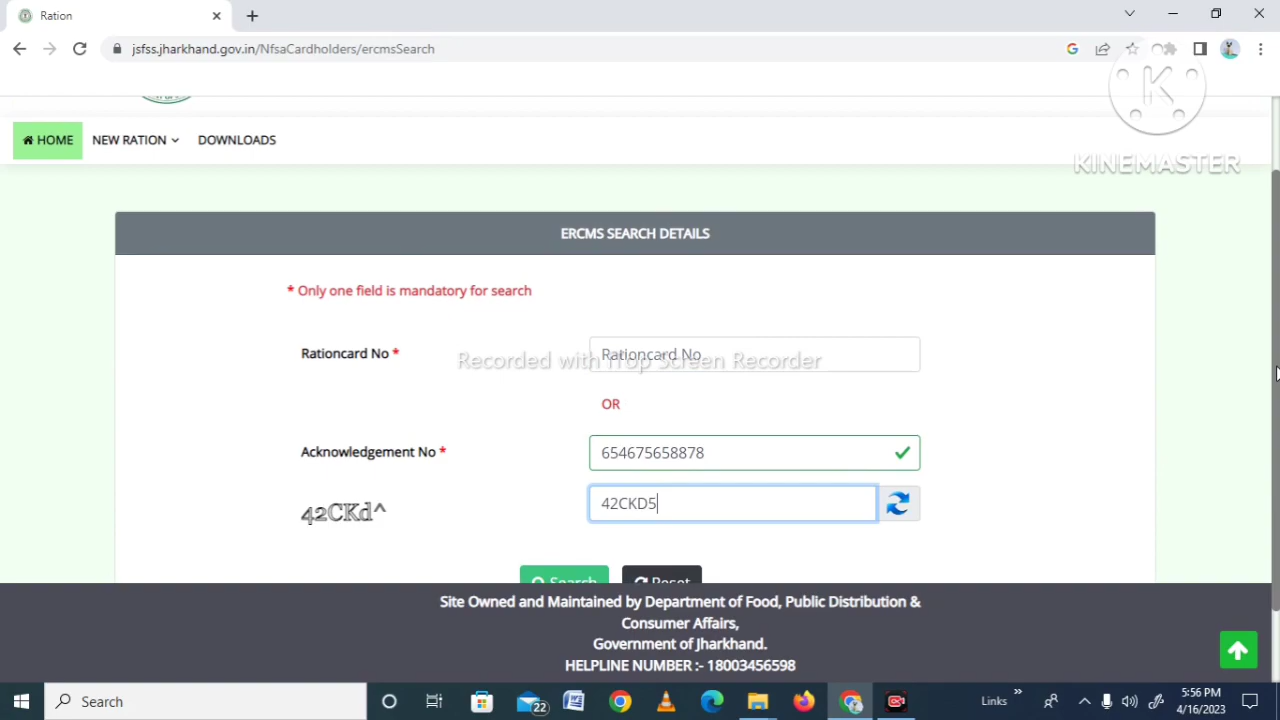 Ration
jsfss.jharkhand.gov.in/NfsaCardholders/ercmsSearch
K
KINEMASTER
HOME NEW RATION DOWNLOADS
ERCMS SEARCH DETAILS
* Only one field is mandatory for search
Rationcard No * Rationcard No
Recorded with iTop Screen Recorder
OR
Acknowledgement No * 654675658878
42CKd^ 42CKD5
Search Reset
Site Owned and Maintained by Department of Food, Public Distribution &
Consumer Affairs,
Government of Jharkhand.
HELPLINE NUMBER :- 18003456598
Search 22 Links » 5:56 PM
4/16/2023